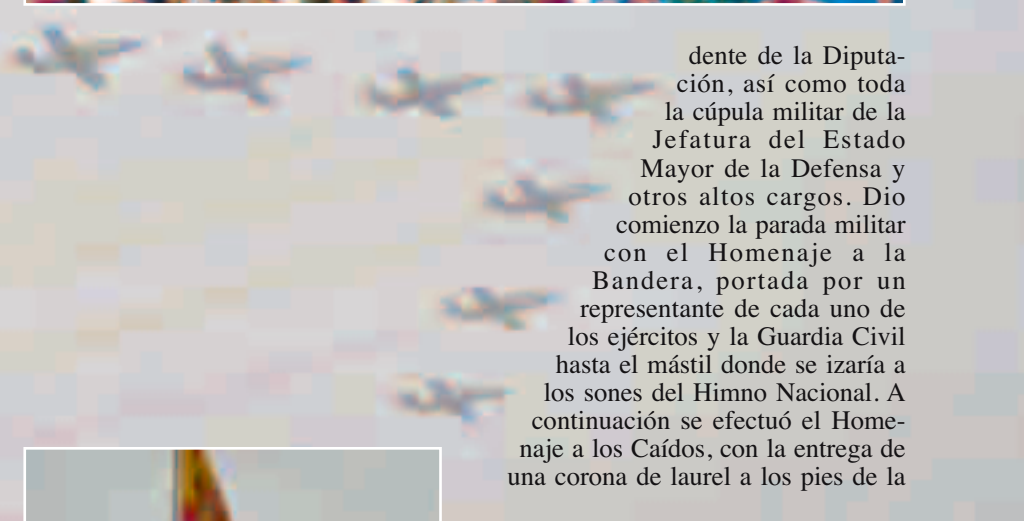 dente de la Diputa-
ción, así como toda
la cúpula militar de la
Jefatura del Estado
Mayor de la Defensa y
otros altos cargos. Dio
comienzo la parada militar
con el Homenaje a la
Bandera, portada por un
representante de cada uno de
los ejércitos y la Guardia Civil
hasta el mástil donde se izaría a
los sones del Himno Nacional. A
continuación se efectuó el Home-
naje a los Caídos, con la entrega de
una corona de laurel a los pies de la